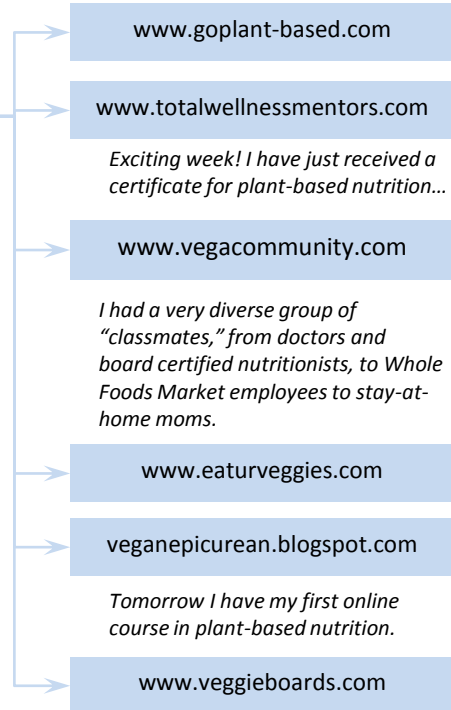 www.goplant-based.com
www.totalwellnessmentors.com
Exciting week! I have just received a
certificate for plant-based nutrition…
www.vegacommunity.com
I had a very diverse group of
“classmates,” from doctors and
board certified nutritionists, to Whole
Foods Market employees to stay-at-
home moms.
www.eaturveggies.com
veganepicurean.blogspot.com
Tomorrow I have my first online
course in plant-based nutrition.
www.veggieboards.com